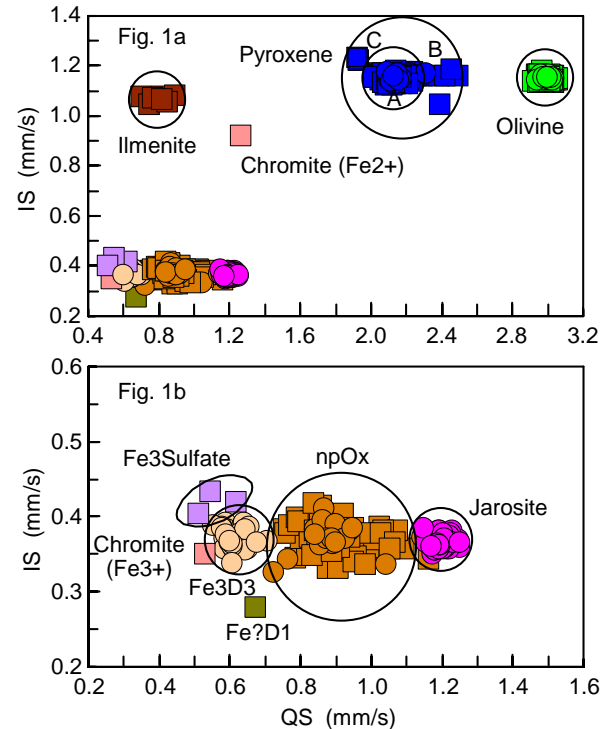 Fig. 1a
IS (mm/s)
1.4
1.2
1.0
0.8
0.6
0.4
0.2
Pyroxene
C
B
A
Ilmenite
Olivine
Chromite (Fe2+)
0.4 0.8 1.2 1.6 2.0 2.4 2.8 3.2
Fig. 1b
IS (mm/s)
0.6
0.5
0.4
0.3
0.2
Fe3Sulfate
npOx
Jarosite
Chromite
(Fe3+)
Fe3D3
Fe?D1
0.2 0.4 0.6 0.8 1.0 1.2 1.4 1.6
QS (mm/s)